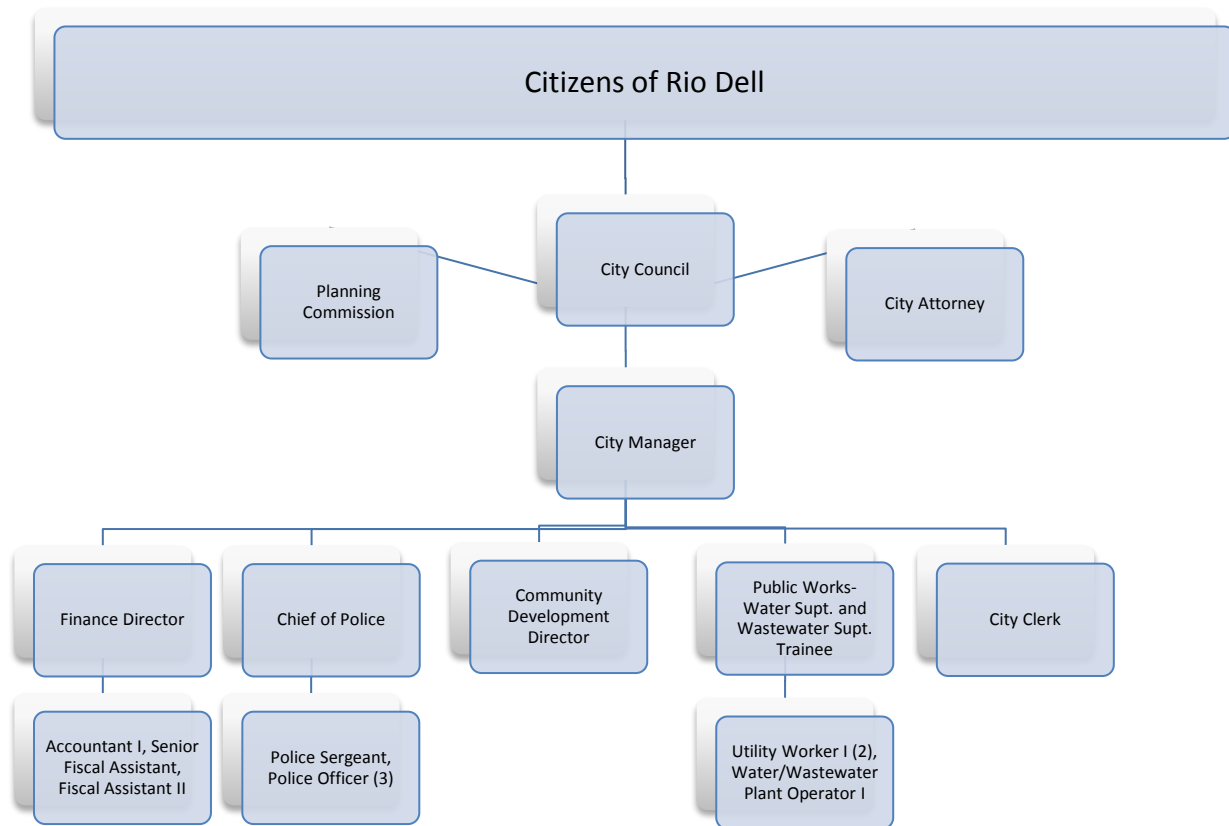 Citizens of Rio Dell
City Council
Planning
Commission
City Attorney
City Manager
Finance Director
Chief of Police
Community
Development
Director
Public Works-
Water Supt. and
Wastewater Supt.
Trainee
City Clerk
Accountant I, Senior
Fiscal Assistant,
Fiscal Assistant II
Police Sergeant,
Police Officer (3)
Utility Worker I (2),
Water/Wastewater
Plant Operator I